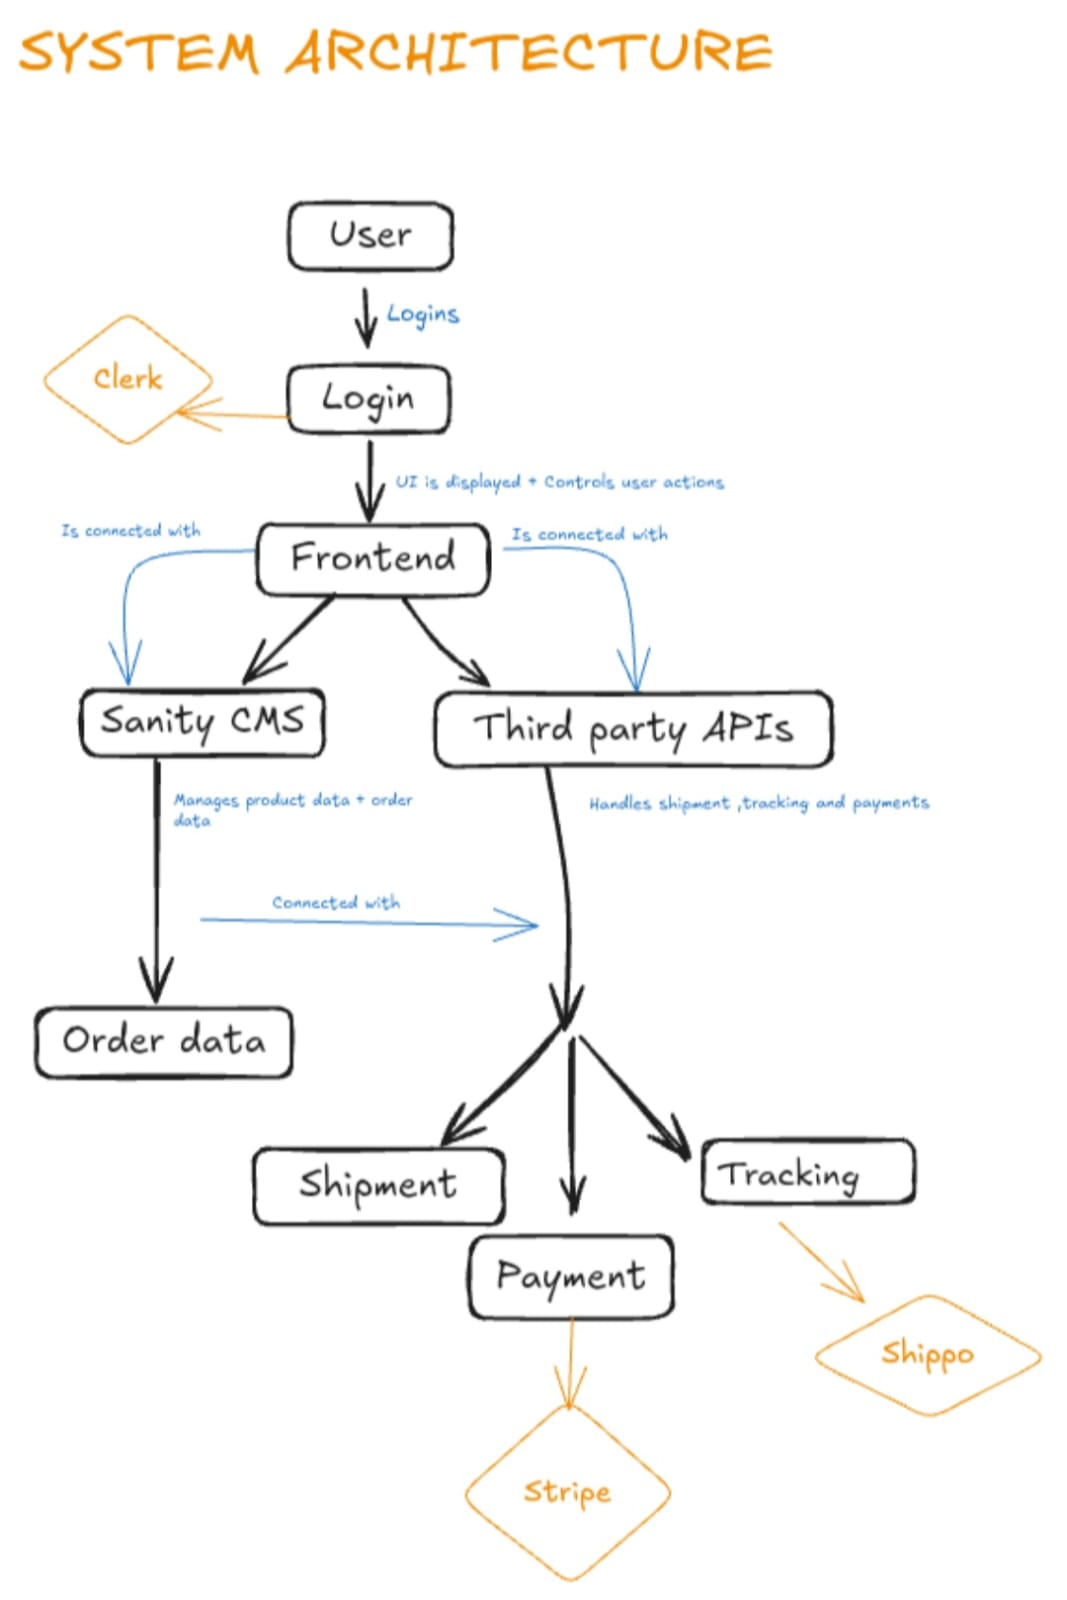 SYSTEM ARCHITECTURE
User
Logins
Clerk
Login
UI is displayed + Controls user actions
Is connected with
Is connected with
Frontend
Sanity CMS
Third party APIs
Manages product data + order
data
Handles shipment ,tracking and payments
Connected with
Order data
Shipment
Tracking
Payment
Shippo
Stripe